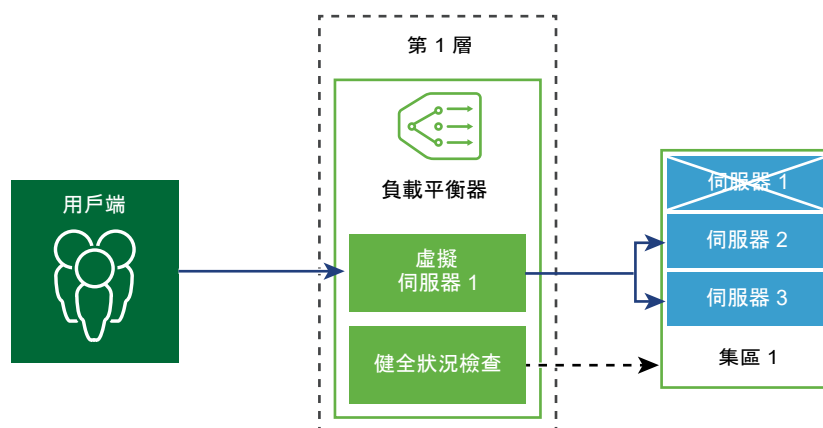 第 1 層
負載平衡器
用戶端
虛擬
伺服器 1
健全狀況檢查
伺服器 1
伺服器 2
伺服器 3
集區 1